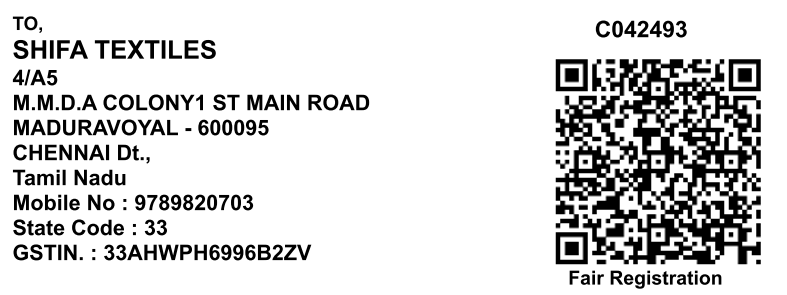 TO,
SHIFA TEXTILES
4/A5
M.M.D.A COLONY1 ST MAIN ROAD
MADURAVOYAL - 600095
CHENNAI Dt.,
Tamil Nadu
Mobile No : 9789820703
State Code : 33
GSTIN. : 33AHWPH6996B2ZV
C042493
Fair Registration